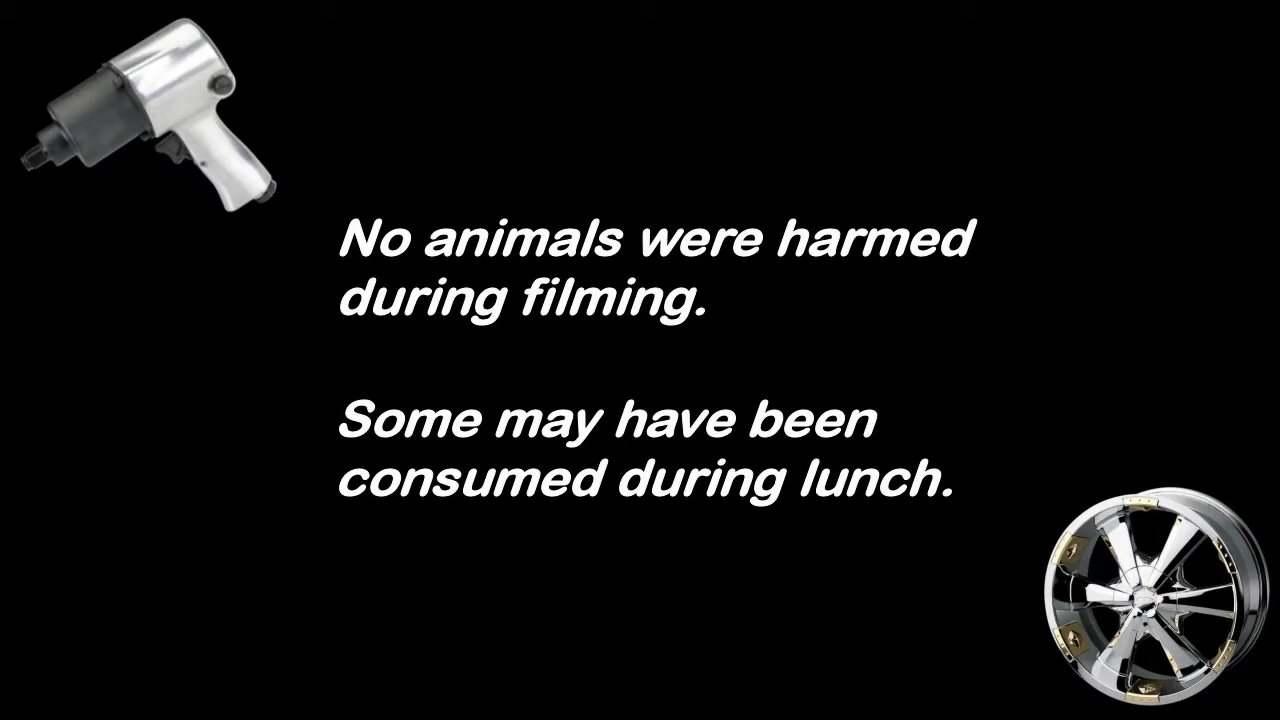 No animals were harmed
during filming.
Some may have been
consumed during lunch.